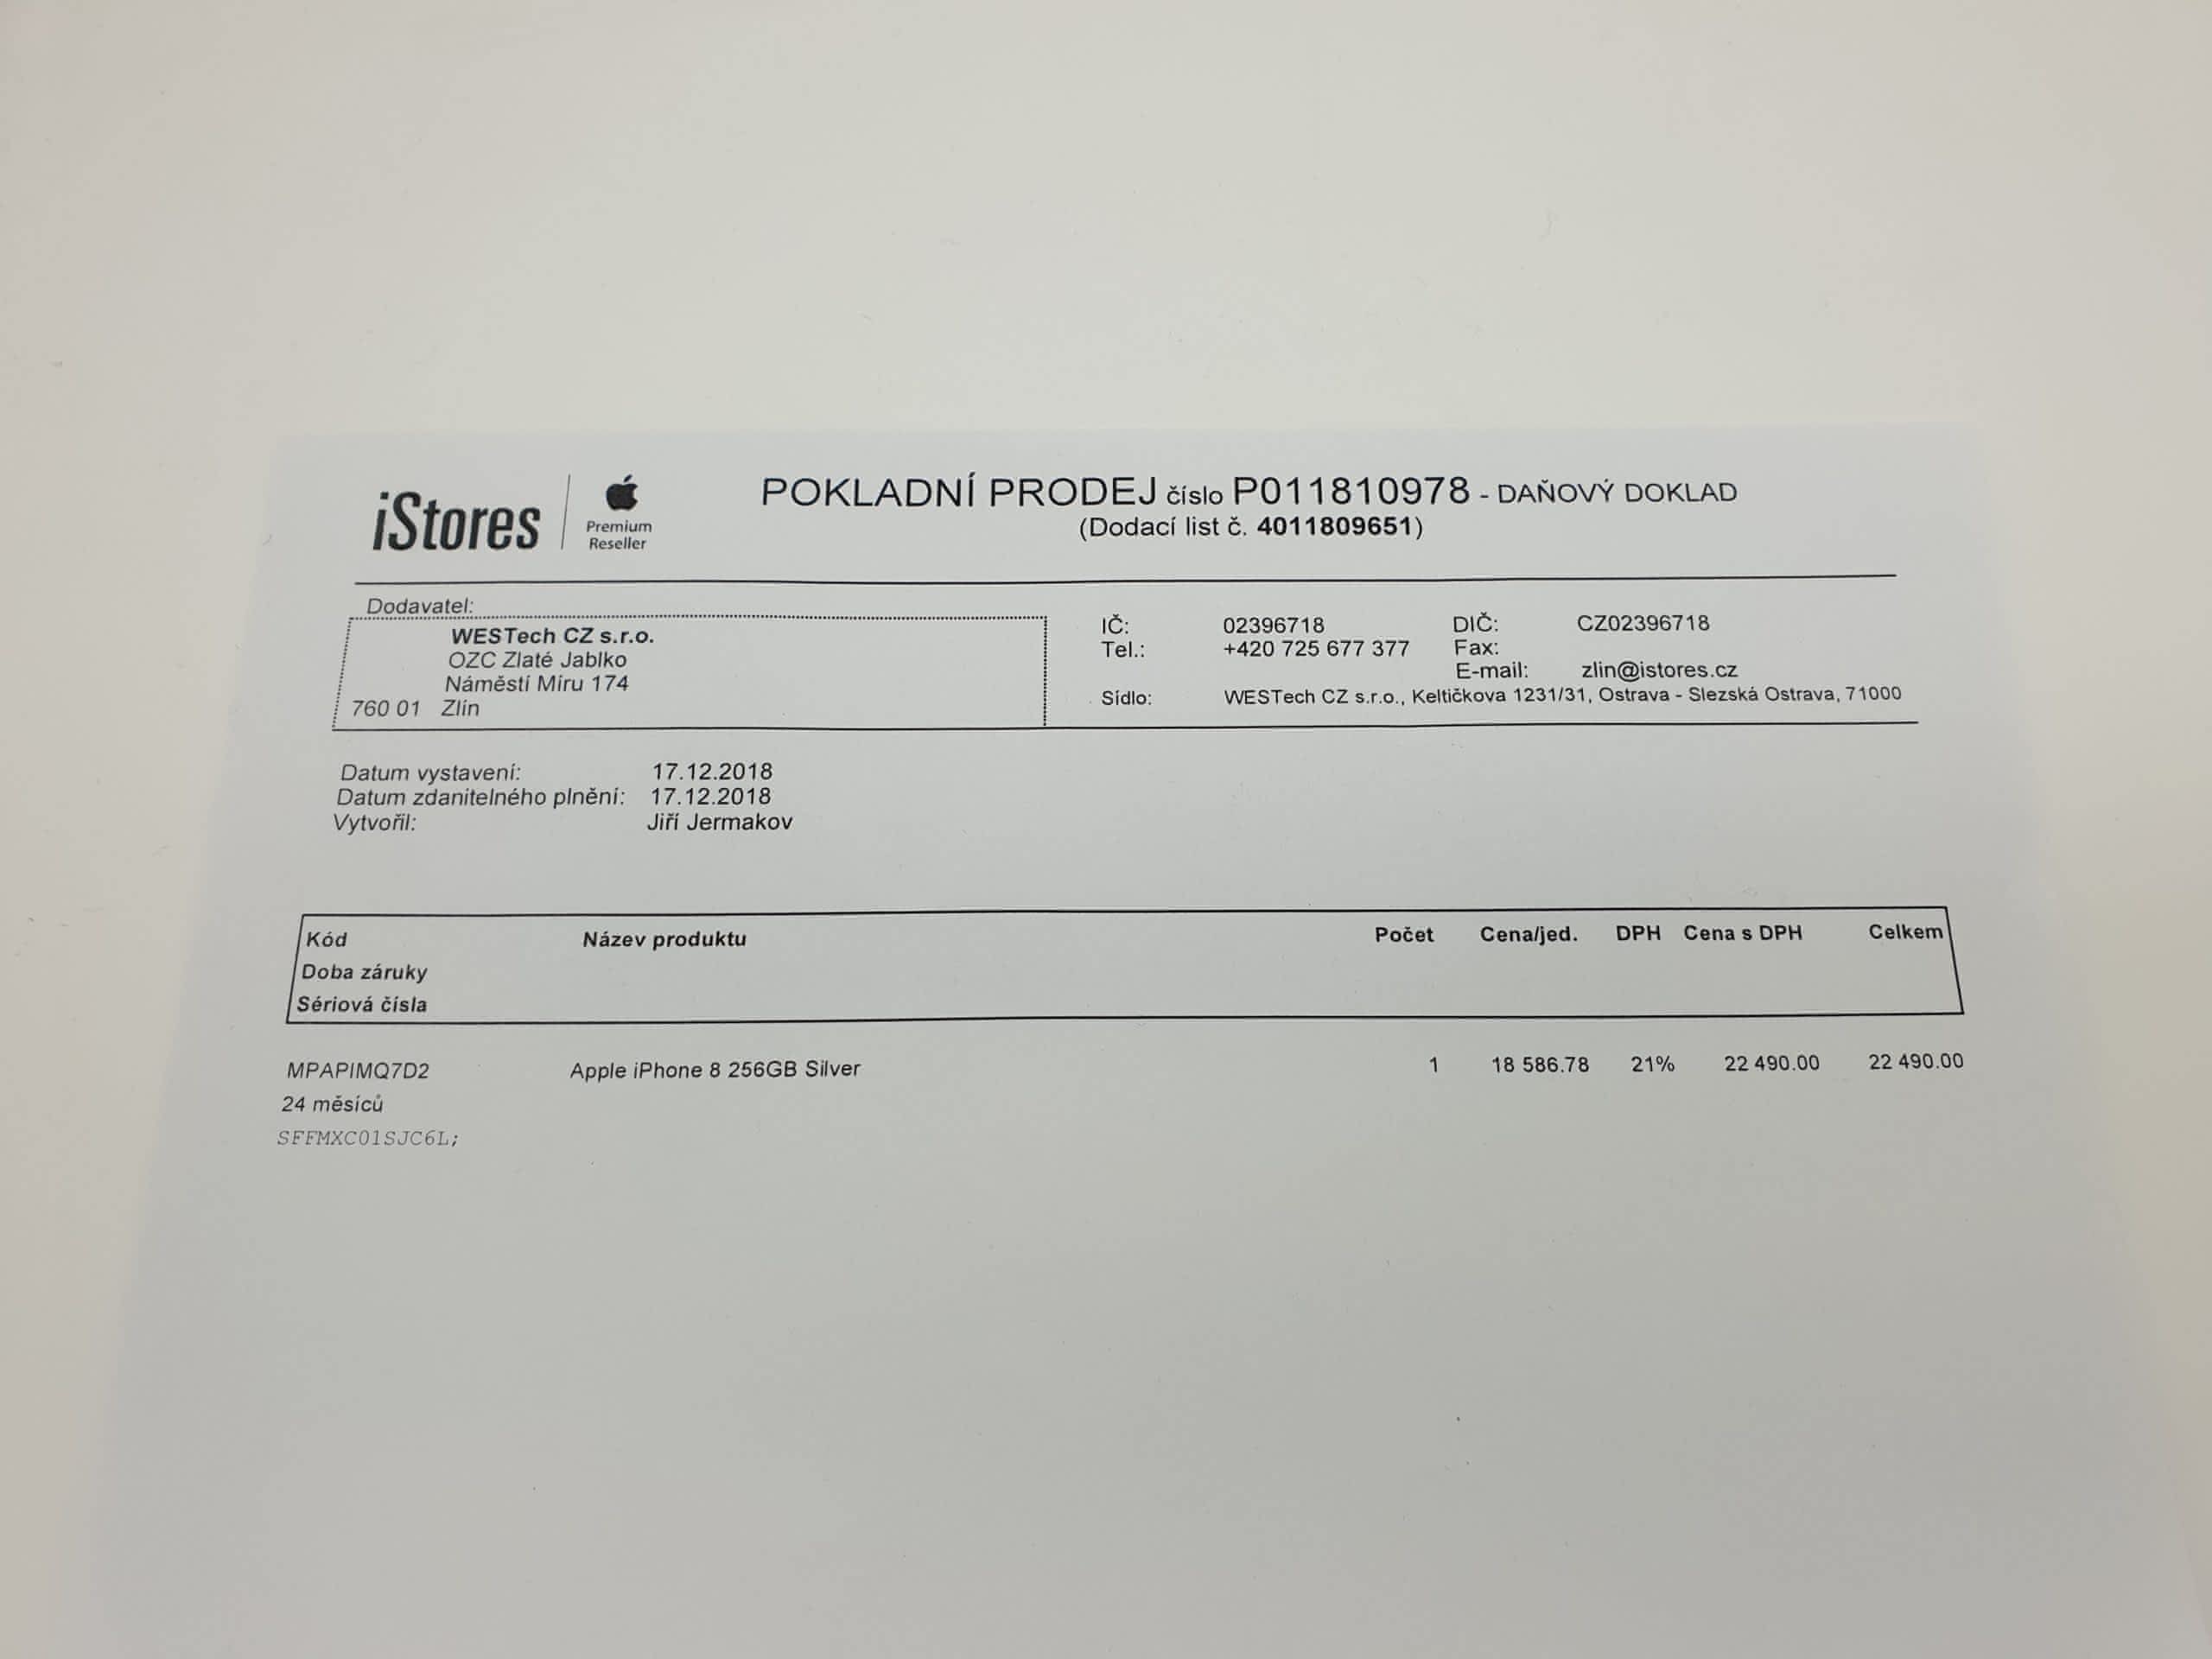 iStores
Premium
Reseller
POKLADNÍ PRODEJ číslo P011810978 - DAŇOVÝ DOKLAD
(Dodací list č. 4011809651)
Dodavatel:
WESTech CZ s.r.o.
OZC Zlaté Jablko
Náměstí Míru 174
760 01 Zlín
IČ: 02396718 DIČ: CZ02396718
Tel.: +420 725 677 377 Fax:
E-mail: zlin@istores.cz
Sídlo: WESTech CZ s.r.o., Keltičkova 1231/31, Ostrava - Slezská Ostrava, 71000
Datum vystavení: 17.12.2018
Datum zdanitelného plnění: 17.12.2018
Vytvořil: Jiří Jermakov
Kód Název produktu Počet Cena/jed. DPH Cena s DPH Celkem
Doba záruky
Sériová čísla
MPAPIMQ7D2 Apple iPhone 8 256GB Silver 1 18 586.78 21% 22 490.00 22 490.00
24 měsíců
SFFMXC01SJC6L;